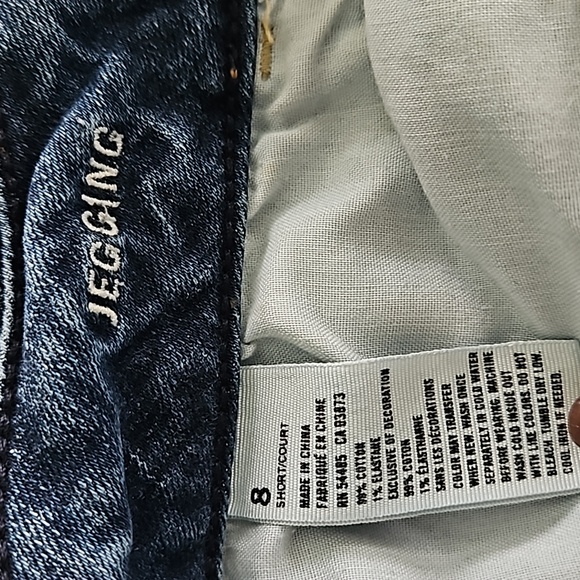 JEGGING
8
SHORT/COURT
MADE IN CHINA
FABRIQUÉ EN CHINE
RN 54485 CA 03873
99% COTTON
1% ELASTANE
EXCLUSIVE OF DECORATION
99% COTON
1% ÉLASTHANNE
SANS LES DÉCORATIONS
COLOR MAY TRANSFER
WHEN NEW. WASH ONCE
SEPARATELY IN COLD WATER
BEFORE WEARING. MACHINE
WASH COLD INSIDE OUT
WITH LIKE COLORS. DO NOT
BLEACH. TUMBLE DRY LOW.
COOL IRON IF NEEDED.